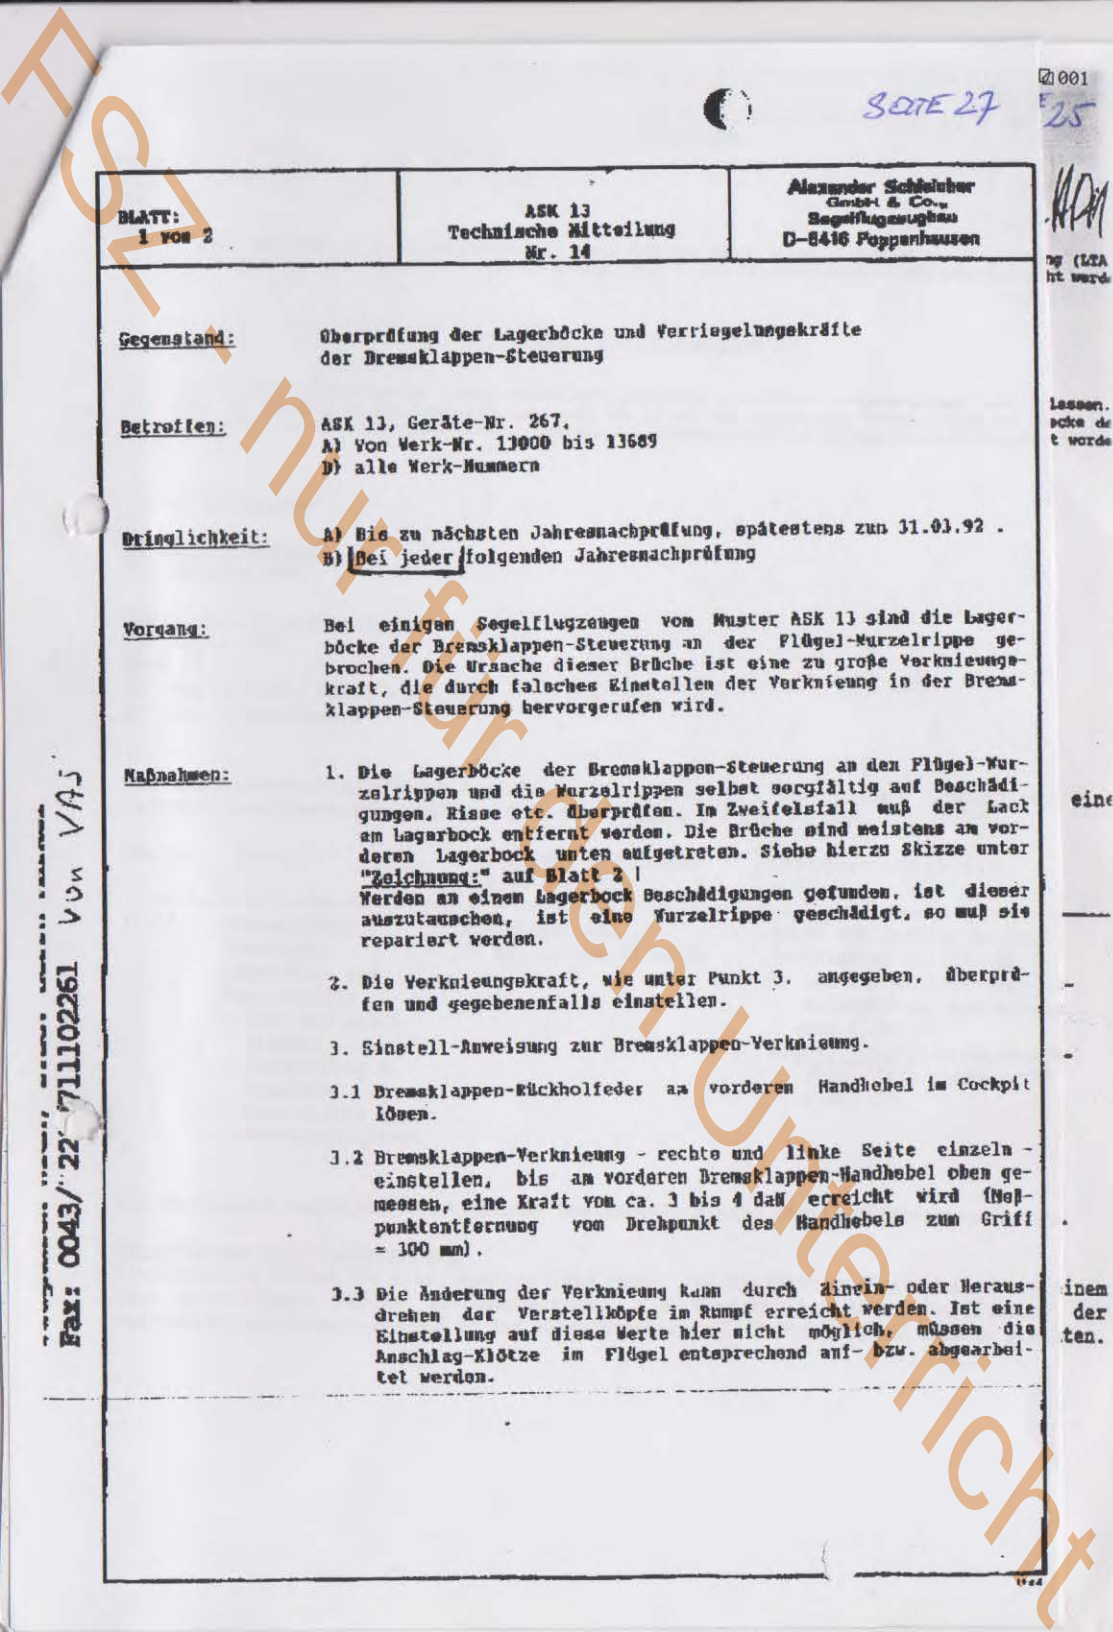 001
SEITE 27
25
BLATT:
1 von 2
ASK 13
Technische Mitteilung
Nr. 14
Alexander Schleicher
GmbH & Co.,
Segelflugzeugbau
D-6416 Poppenhausen
ng (LTA
ht werde
Gegenstand: Überprüfung der Lagerböcke und Verriegelungskräfte
der Bremsklappen-Steuerung
Betroffen: ASK 13, Geräte-Nr. 267,
A) Von Werk-Nr. 13000 bis 13689
B) alle Werk-Nummern
lassen.
öcke de
t worde
Dringlichkeit: A) Bis zu nächsten Jahresnachprüfung, spätestens zum 31.03.92 .
B) Bei jeder folgenden Jahresnachprüfung
Vorgang: Bei einigen Segelflugzeugen vom Muster ASK 13 sind die Lager-
böcke der Bremsklappen-Steuerung an der Flügel-Wurzelrippe ge-
brochen. Die Ursache dieser Brüche ist eine zu große Verknieungs-
kraft, die durch falsches Einstellen der Verknieung in der Brems-
klappen-Steuerung hervorgerufen wird.
Maßnahmen: 1. Die Lagerböcke der Bremsklappen-Steuerung an den Flügel-Wur-
zelrippen und die Wurzelrippen selbst sorgfältig auf Beschädi-
gungen, Risse etc. überprüfen. Im Zweifelsfall muß der Lack
am Lagerbock entfernt werden. Die Brüche sind meistens am vor-
deren Lagerbock unten aufgetreten. Siehe hierzu Skizze unter
"Zeichnung:" auf Blatt 2 !
Werden an einem Lagerbock Beschädigungen gefunden, ist dieser
auszutauschen, ist eine Wurzelrippe geschädigt, so muß sie
repariert werden.
eine
2. Die Verknieungskraft, wie unter Punkt 3. angegeben, überprü-
fen und gegebenenfalls einstellen.
3. Einstell-Anweisung zur Bremsklappen-Verknieung.
3.1 Bremsklappen-Rückholfeder am vorderen Handhebel im Cockpit
lösen.
3.2 Bremsklappen-Verknieung - rechte und linke Seite einzeln -
einstellen, bis am vorderen Bremsklappen-Handhebel oben ge-
messen, eine Kraft von ca. 3 bis 4 daN erreicht wird (Meß-
punktentfernung vom Drehpunkt des Handhebels zum Griff
= 300 mm).
3.3 Die Änderung der Verknieung kann durch Hinein- oder Heraus-
drehen der Verstellköpfe im Rumpf erreicht werden. Ist eine
Einstellung auf diese Werte hier nicht möglich, müssen die
Anschlag-Klötze im Flügel entsprechend auf- bzw. abgearbei-
tet werden.
inem
der
ten.
Fax: 0043/ 22 7111102261 von VAS
FSZ - nur für den Unterricht